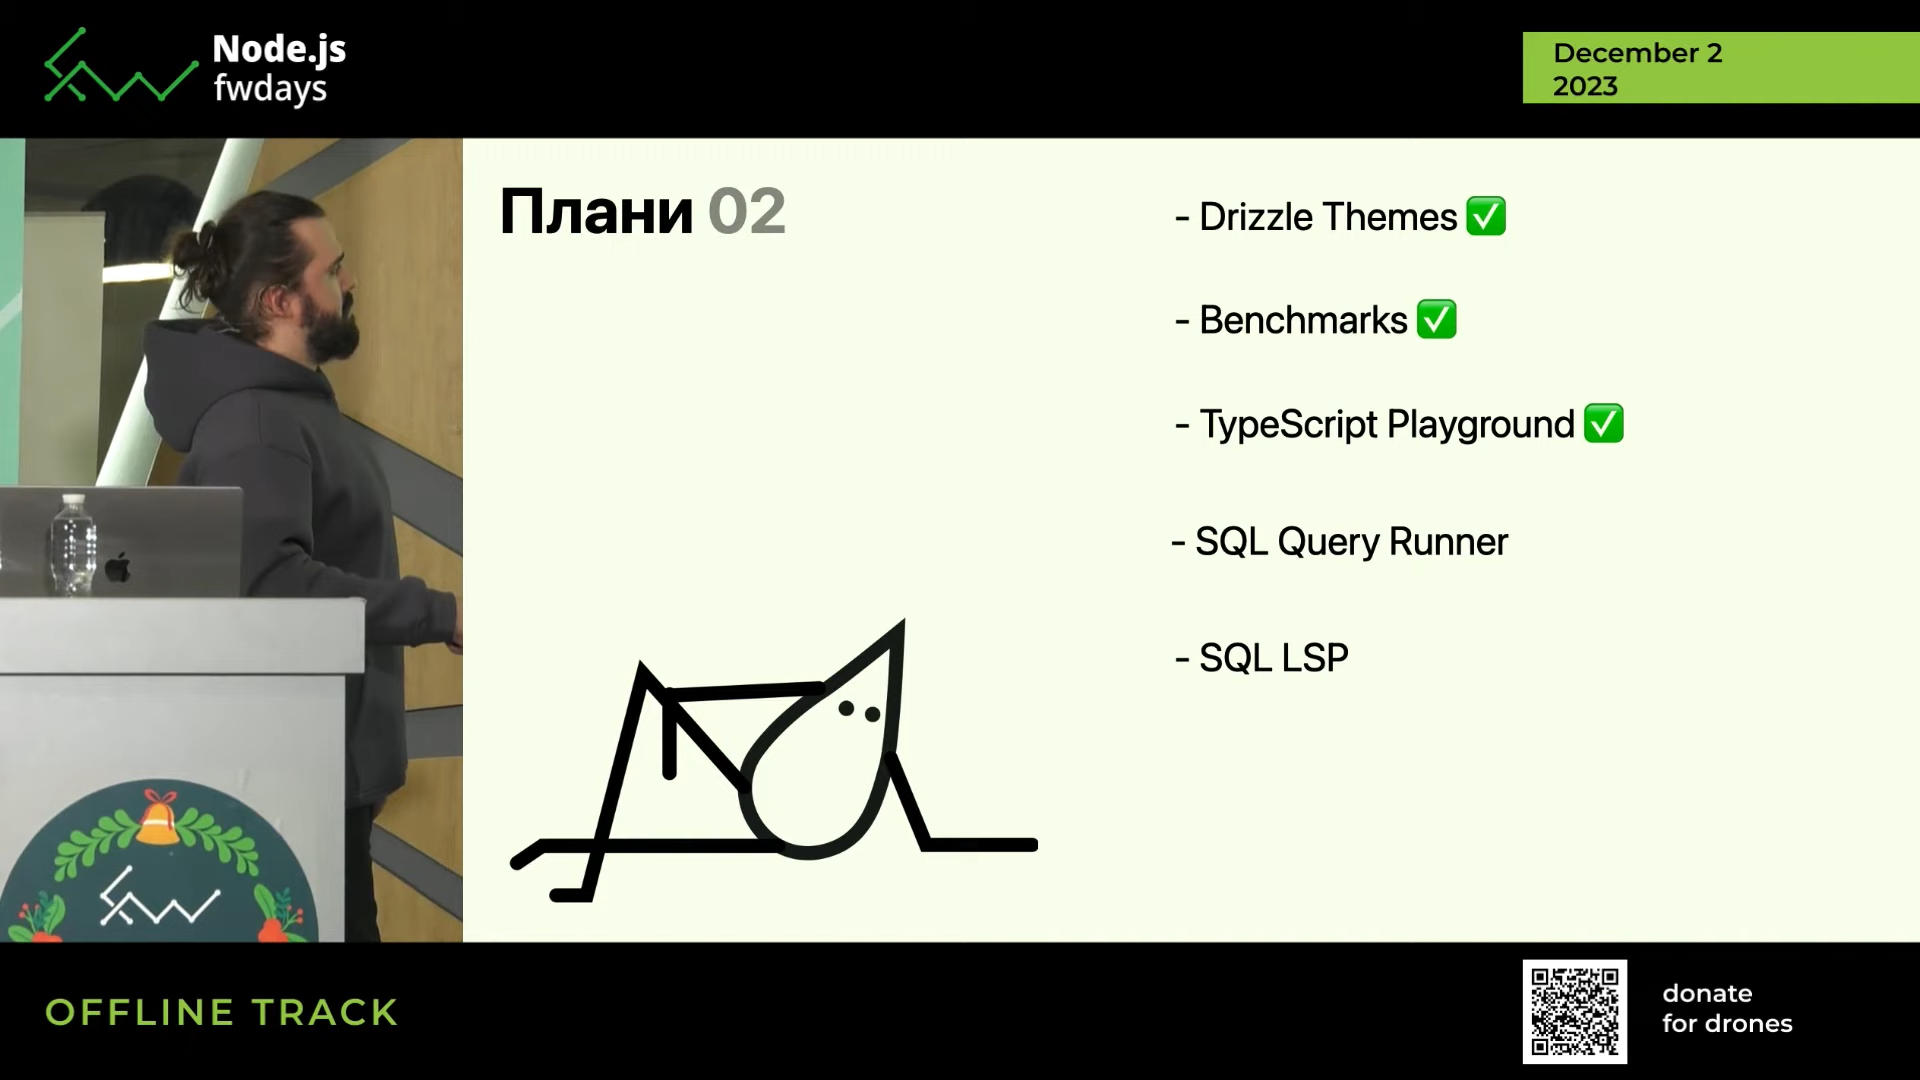 Node.js
fwdays
December 2
2023
Плани 02
- Drizzle Themes ✅
- Benchmarks ✅
- TypeScript Playground ✅
- SQL Query Runner
- SQL LSP
OFFLINE TRACK
donate
for drones